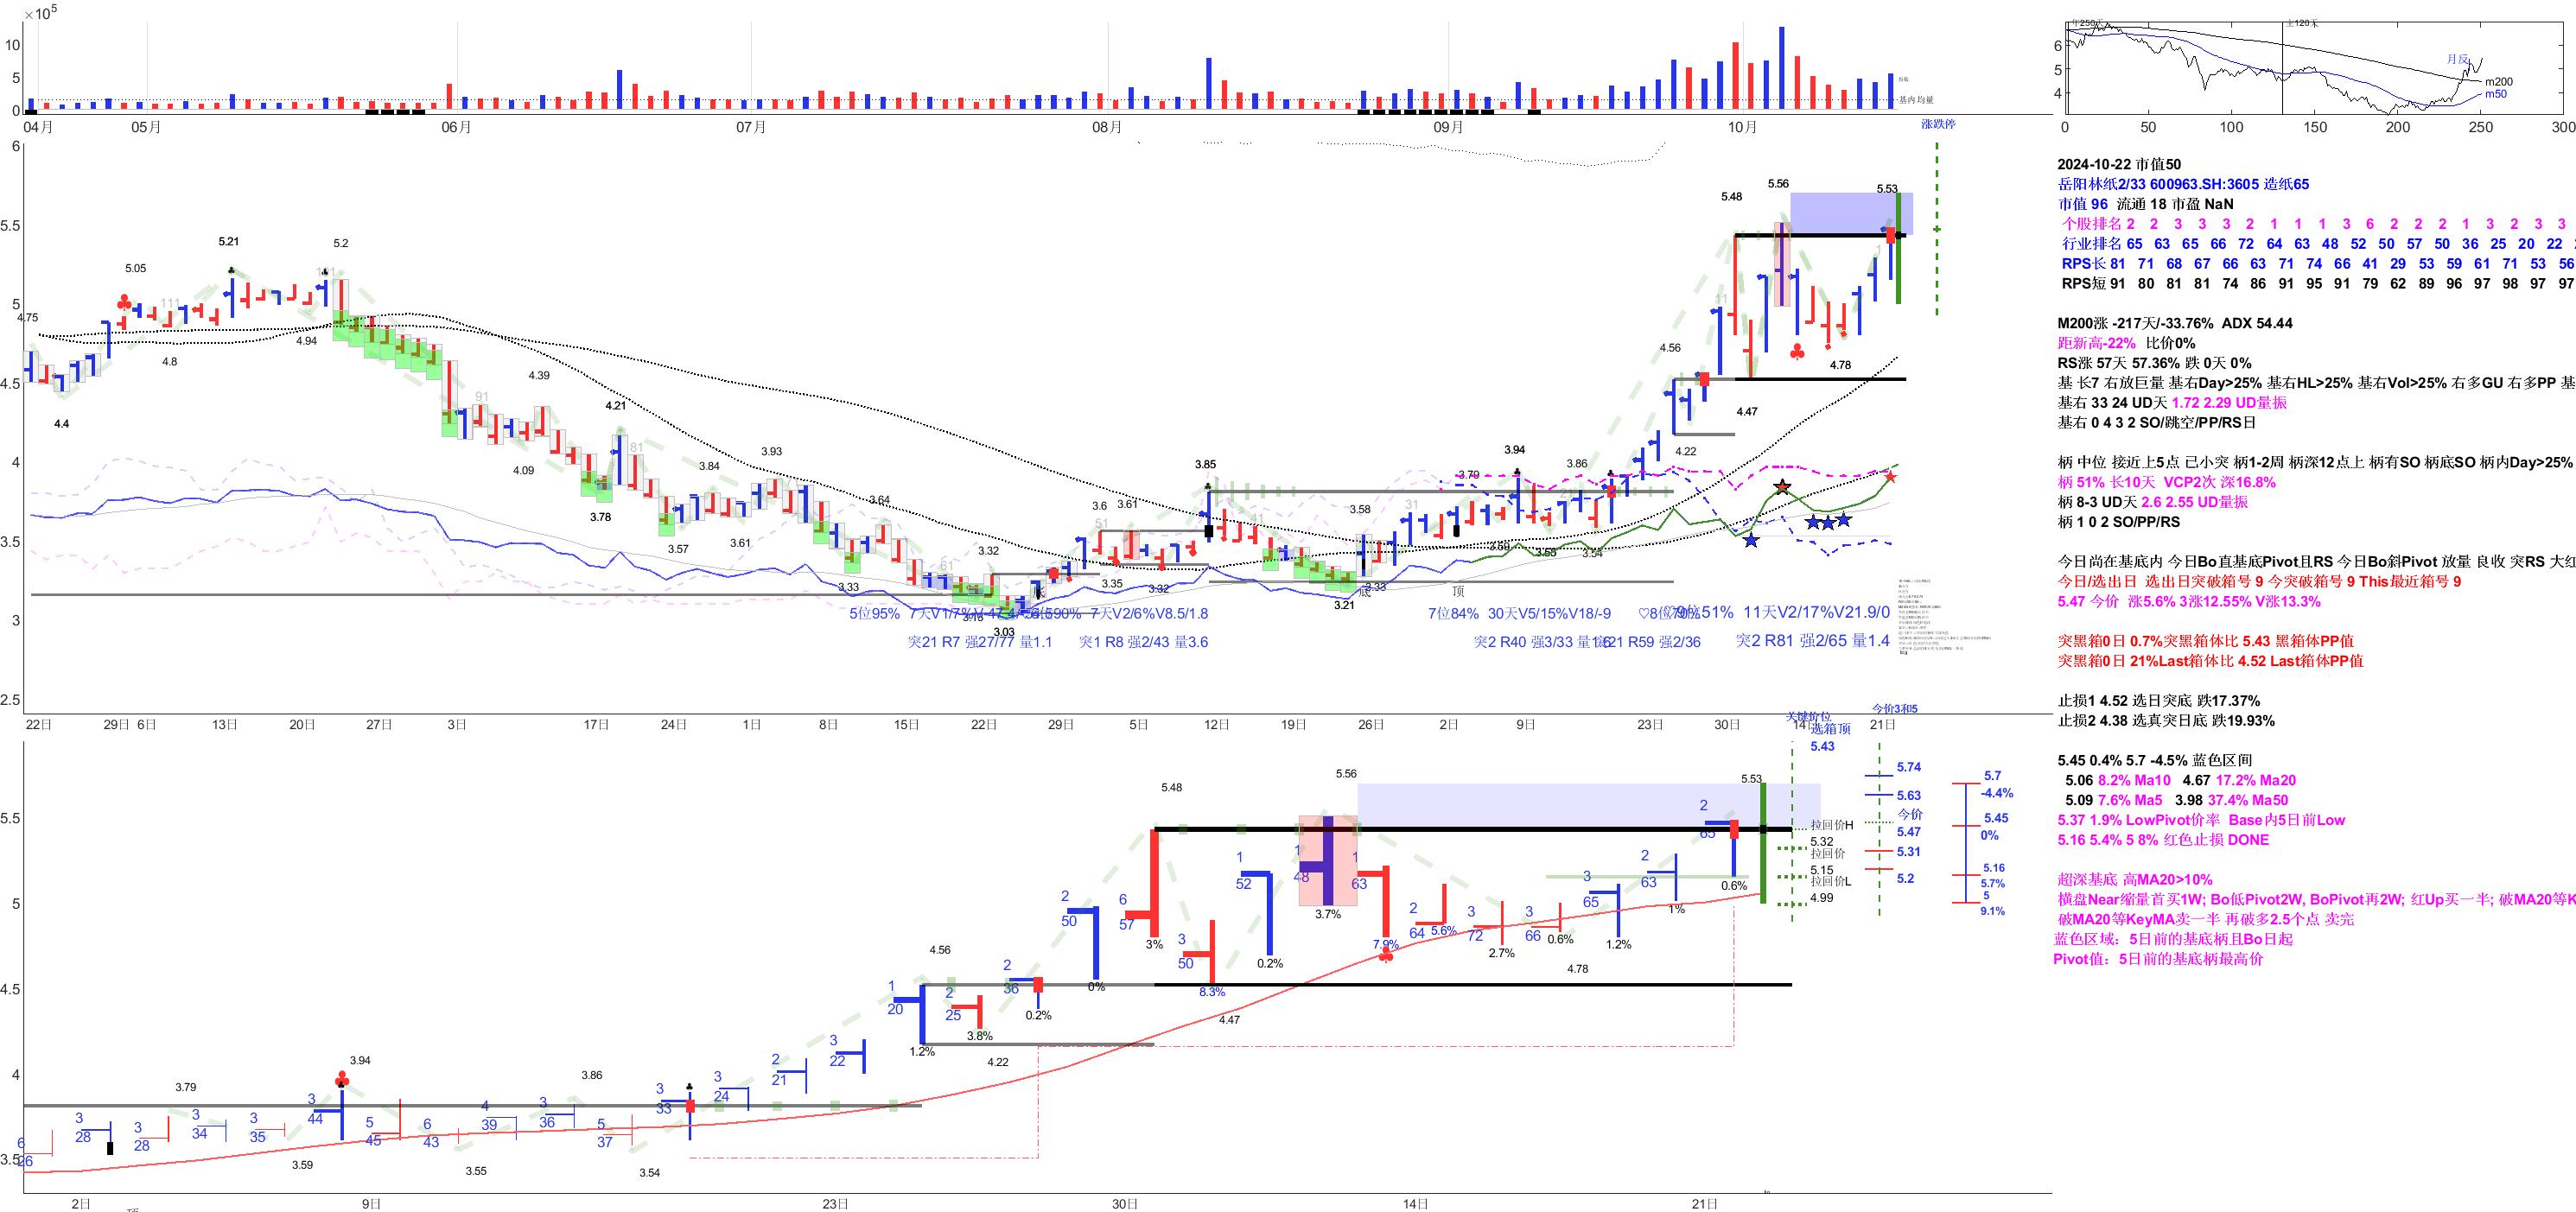 ×10⁵
10
5
0
04月 05月 06月 07月 08月 09月 10月
基内 均量
涨跌停
6
5
4
0 50 100 150 200 250 300
年250天
上120天
月反
m200
m50
6
5.5
5
4.5
4
3.5
3
2.5
4.75
4.4
5.05
4.8
111
5.21
4.94
5.2
91
4.09
4.39
3.78
4.21
81
3.57
3.84
3.61
3.93
3.33
3.64
61
3.32
3.03
3.6
51
3.61
3.35
3.32
3.85
41
3.21
3.33
3.58
31
3.79
3.94
3.86
4.22
4.56
11
5.48
4.47
5.56
4.78
1
5.53
底
底
顶
5位95%
7天V2/6%V8.5/1.8
7位84% 30天V5/15%V18/-9
11天V2/17%V21.9/0
突21 R7 强27/77 量1.1
突1 R8 强2/43 量3.6
突2 R40 强3/33
R59 强2/36
突2 R81 强2/65 量1.4
22日 29日 6日 13日 20日 27日 3日 17日 24日 1日 8日 15日 22日 29日 5日 12日 19日 26日 2日 9日 23日 30日 14日 21日
关键价位
选箱顶
5.43
今价3和5
5.5
5
4.5
4
3.5
6
26
3
28
3.79
3
28
3
34
3
35
3.59
3
44
3.94
5
45
6
43
3.55
4
39
3
36
3.86
5
37
3.54
3
33
3
24
2
21
3
22
1
20
1.2%
4.56
2
25
3.8%
4.22
2
36
0.2%
2
50
0%
6
57
3%
5.48
3
50
8.3%
4.47
1
52
0.2%
1
48
3.7%
5.56
1
63
7.9%
2
64
5.6%
3
72
2.7%
3
66
0.6%
4.78
3
65
1.2%
2
63
1%
2
65
0.6%
5.53
拉回价H
5.32
拉回价
5.15
拉回价L
4.99
5.74
5.63
今价
5.47
5.31
5.2
5.7
-4.4%
5.45
0%
5.16
5.7%
5
9.1%
2日 9日 23日 30日 14日 21日
2024-10-22 市值50
岳阳林纸2/33 600963.SH:3605 造纸65
市值 96 流通 18 市盈 NaN
个股排名 2 2 3 3 3 2 1 1 1 3 6 2 2 2 1 3 2 3 3
行业排名 65 63 65 66 72 64 63 48 52 50 57 50 36 25 20 22
RPS长 81 71 68 67 66 63 71 74 66 41 29 53 59 61 71 53 56
RPS短 91 80 81 81 74 86 91 95 91 79 62 89 96 97 98 97 97
M200涨 -217天/-33.76% ADX 54.44
距新高-22% 比价0%
RS涨 57天 57.36% 跌 0天 0%
基 长7 右放巨量 基右Day>25% 基右HL>25% 基右Vol>25% 右多GU 右多PP 基
基右 33 24 UD天 1.72 2.29 UD量振
基右 0 4 3 2 SO/跳空/PP/RS日
柄 中位 接近上5点 己小突 柄1-2周 柄深12点上 柄有SO 柄底SO 柄内Day>25%
柄 51% 长10天 VCP2次 深16.8%
柄 8-3 UD天 2.6 2.55 UD量振
柄 1 0 2 SO/PP/RS
今日尚在基底内 今日Bo直基底Pivot且RS 今日Bo斜Pivot 放量 良收 突RS 大红
今日/选出日 选出日突破箱号 9 今突破箱号 9 This最近箱号 9
5.47 今价 涨5.6% 3涨12.55% V涨13.3%
突黑箱0日 0.7%突黑箱体比 5.43 黑箱体PP值
突黑箱0日 21%Last箱体比 4.52 Last箱体PP值
止损1 4.52 选日突底 跌17.37%
止损2 4.38 选真突日底 跌19.93%
5.45 0.4% 5.7 -4.5% 蓝色区间
5.06 8.2% Ma10 4.67 17.2% Ma20
5.09 7.6% Ma5 3.98 37.4% Ma50
5.37 1.9% LowPivot价率 Base内5日前Low
5.16 5.4% 5 8% 红色止损 DONE
超深基底 高MA20>10%
横盘Near缩量首买1W; Bo低Pivot2W, BoPivot再2W; 红Up买一半; 破MA20等K
破MA20等KeyMA卖一半 再破多2.5个点 卖完
蓝色区域：5日前的基底柄且Bo日起
Pivot值：5日前的基底柄最高价